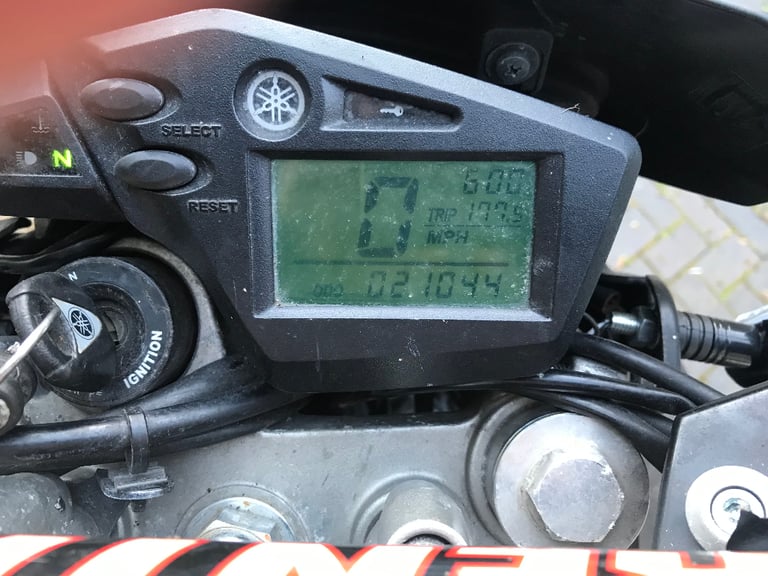 SELECT
N
RESET
6:00
0
TRIP 177.5
MPH
ODO 021044
N
IGNITION